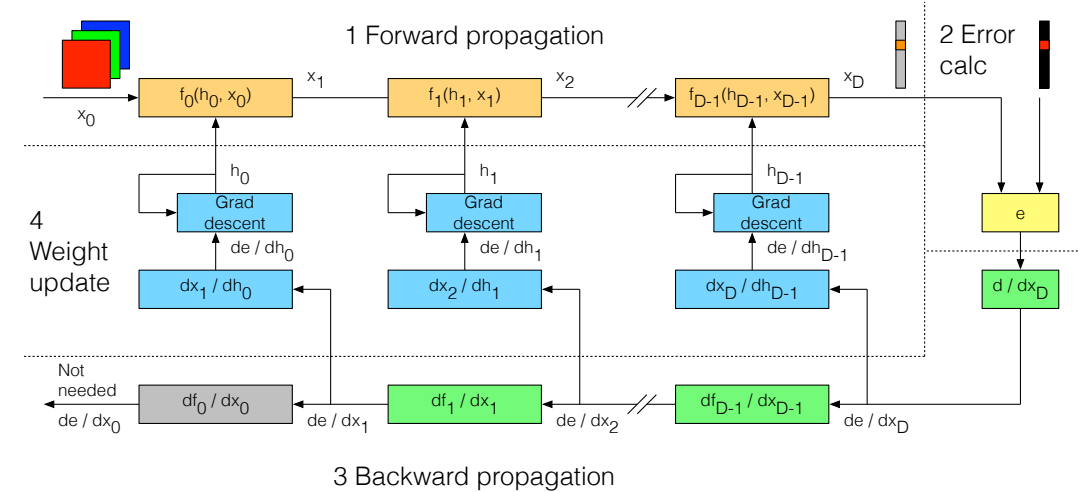 1 Forward propagation
2 Error
calc
x0
f0(h0, x0)
x1
f1(h1, x1)
x2
fD-1(hD-1, xD-1)
xD
4
Weight
update
h0
Grad
descent
de / dh0
dx1 / dh0
h1
Grad
descent
de / dh1
dx2 / dh1
hD-1
Grad
descent
de / dhD-1
dxD / dhD-1
e
d / dxD
Not
needed
de / dx0
df0 / dx0
de / dx1
df1 / dx1
de / dx2
dfD-1 / dxD-1
de / dxD
3 Backward propagation